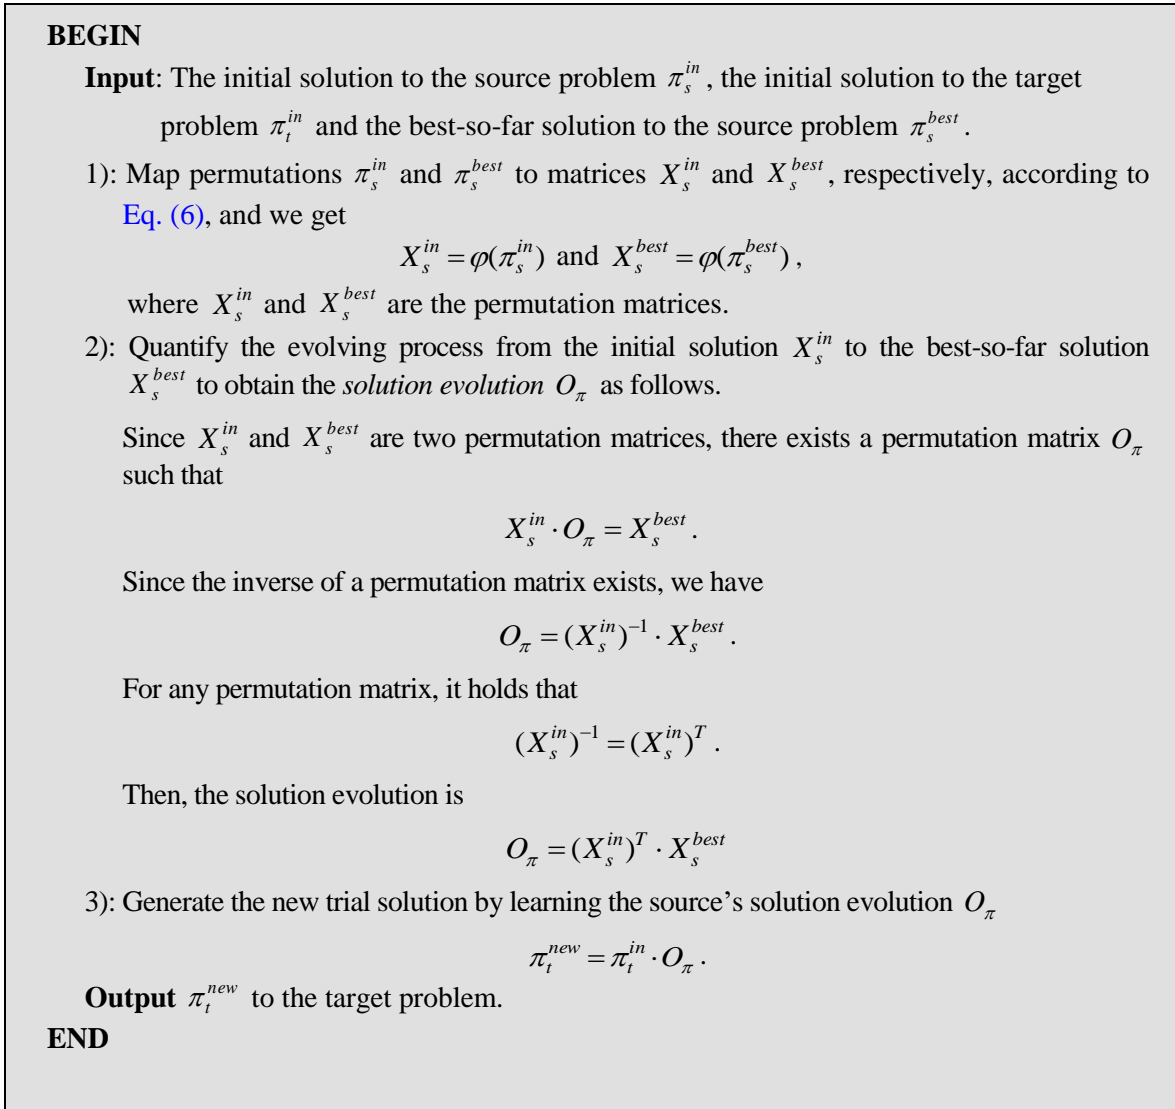 BEGIN
Input: The initial solution to the source problem π_s^{in}, the initial solution to the target
problem π_t^{in} and the best-so-far solution to the source problem π_s^{best}.
1): Map permutations π_s^{in} and π_s^{best} to matrices X_s^{in} and X_s^{best}, respectively, according to
Eq. (6), and we get
X_s^{in} = φ(π_s^{in}) and X_s^{best} = φ(π_s^{best}),
where X_s^{in} and X_s^{best} are the permutation matrices.
2): Quantify the evolving process from the initial solution X_s^{in} to the best-so-far solution
X_s^{best} to obtain the solution evolution O_π as follows.
Since X_s^{in} and X_s^{best} are two permutation matrices, there exists a permutation matrix O_π
such that
X_s^{in} · O_π = X_s^{best}.
Since the inverse of a permutation matrix exists, we have
O_π = (X_s^{in})^{-1} · X_s^{best}.
For any permutation matrix, it holds that
(X_s^{in})^{-1} = (X_s^{in})^T.
Then, the solution evolution is
O_π = (X_s^{in})^T · X_s^{best}
3): Generate the new trial solution by learning the source's solution evolution O_π
π_t^{new} = π_t^{in} · O_π.
Output π_t^{new} to the target problem.
END